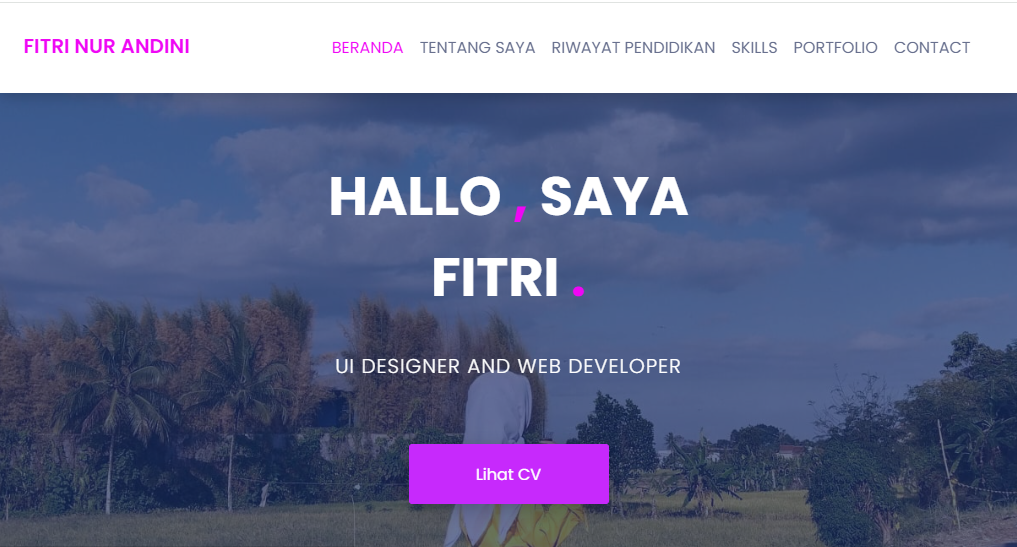 FITRI NUR ANDINI
BERANDA TENTANG SAYA RIWAYAT PENDIDIKAN SKILLS PORTFOLIO CONTACT
HALLO , SAYA
FITRI .
UI DESIGNER AND WEB DEVELOPER
Lihat CV